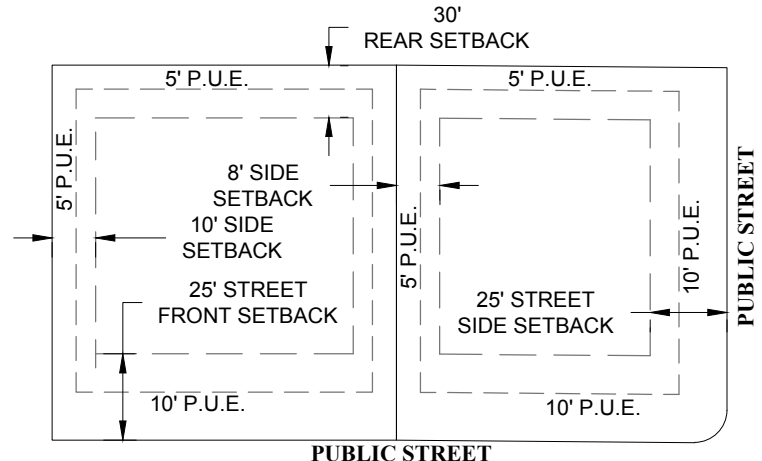 30'
REAR SETBACK
5' P.U.E.
5' P.U.E.
5' P.U.E.
8' SIDE
SETBACK
10' SIDE
SETBACK
5' P.U.E.
10' P.U.E.
PUBLIC STREET
25' STREET
FRONT SETBACK
25' STREET
SIDE SETBACK
10' P.U.E.
10' P.U.E.
PUBLIC STREET